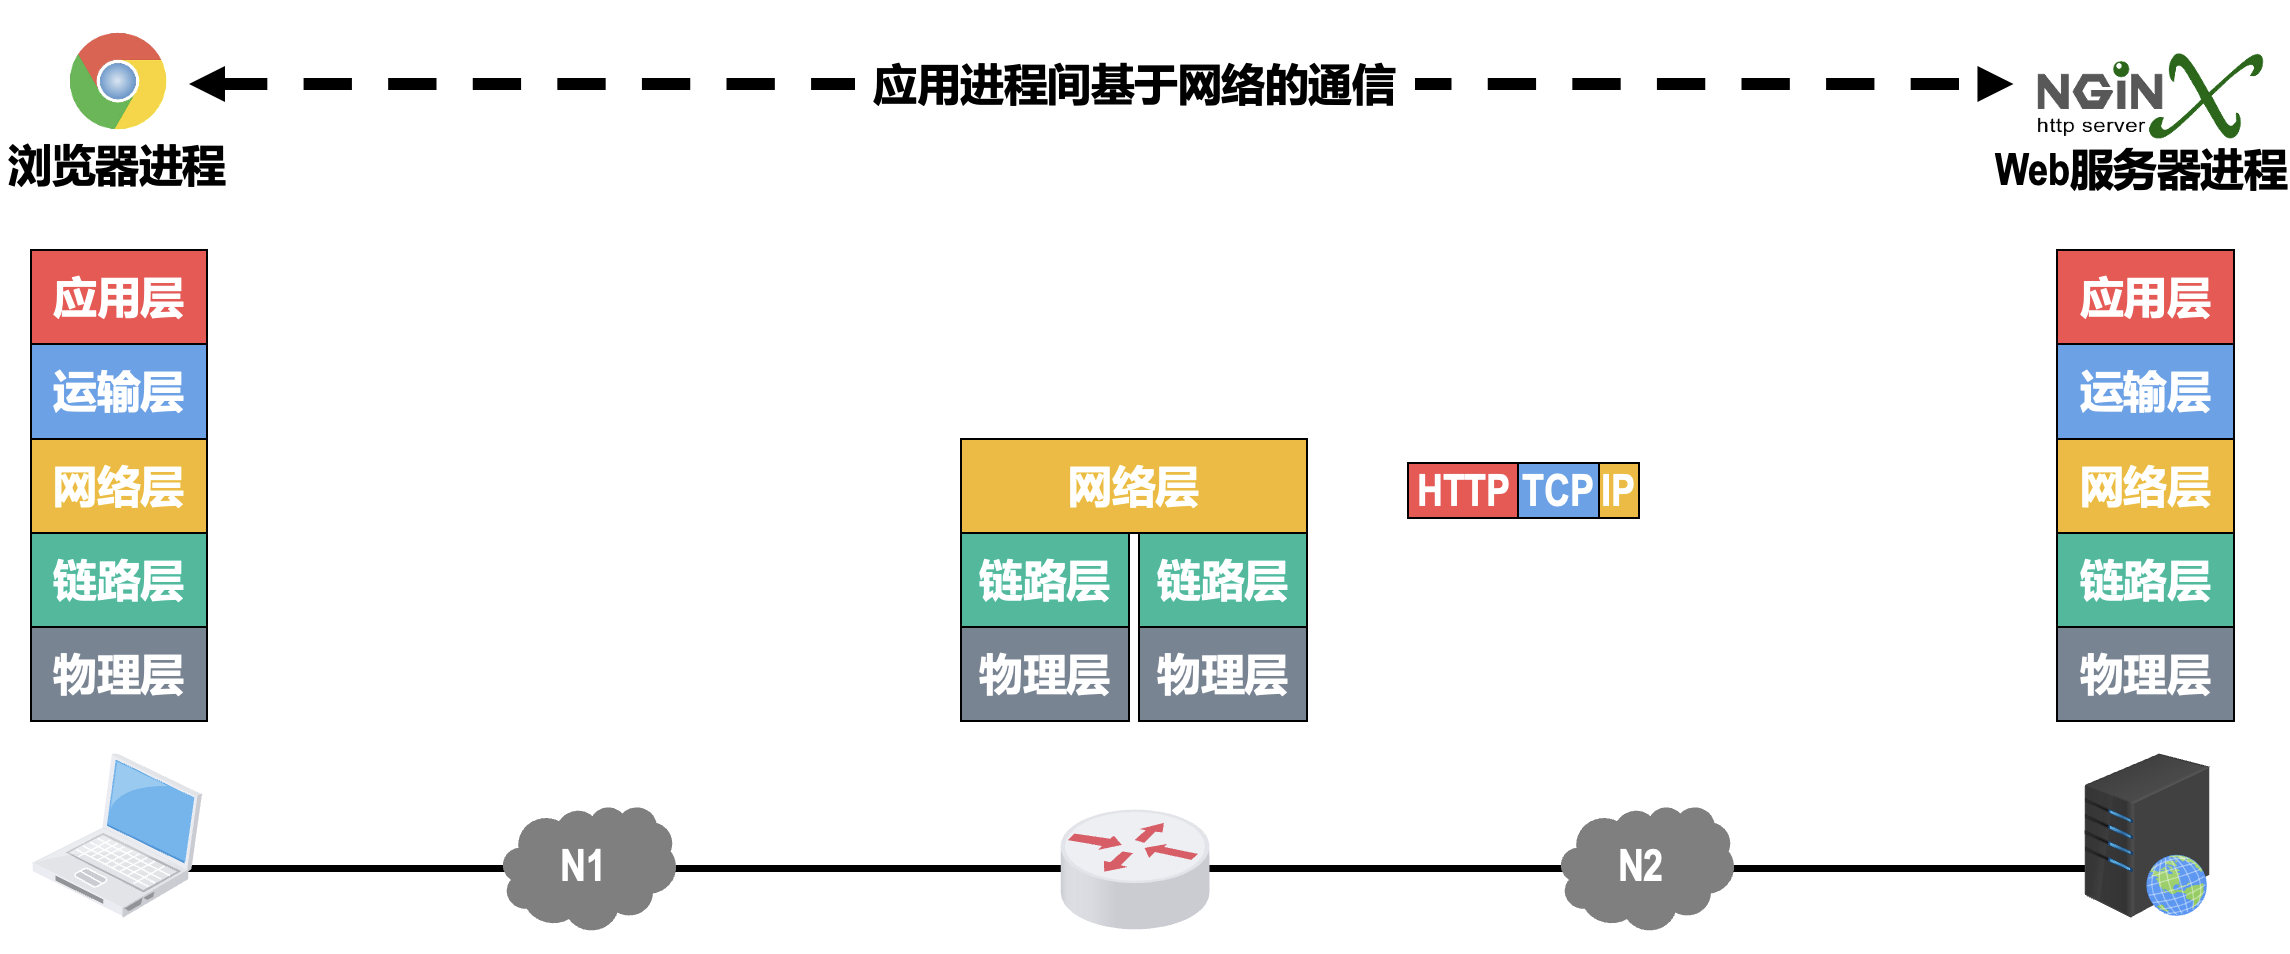 应用进程间基于网络的通信
浏览器进程
NGiNX
http server
Web服务器进程
应用层
运输层
网络层
链路层
物理层
网络层
链路层 链路层
物理层 物理层
HTTP TCP IP
应用层
运输层
网络层
链路层
物理层
N1
N2